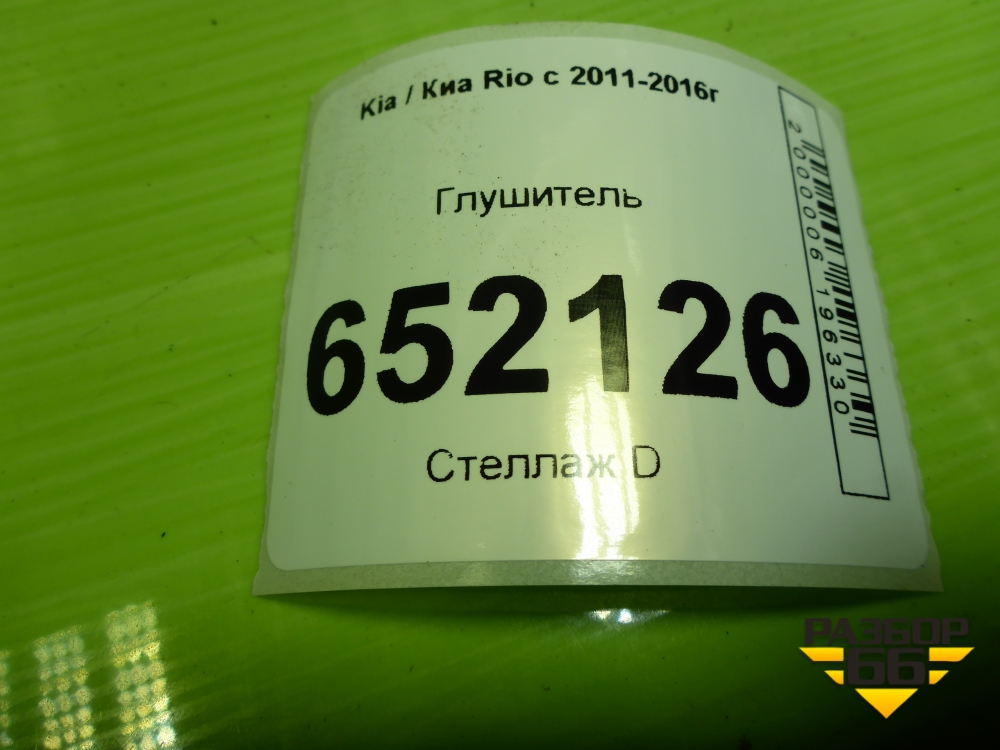 Kia / Киа Rio с 2011-2016г
Глушитель
652126
Стеллаж D
2000006196330
РАЗБОР
66